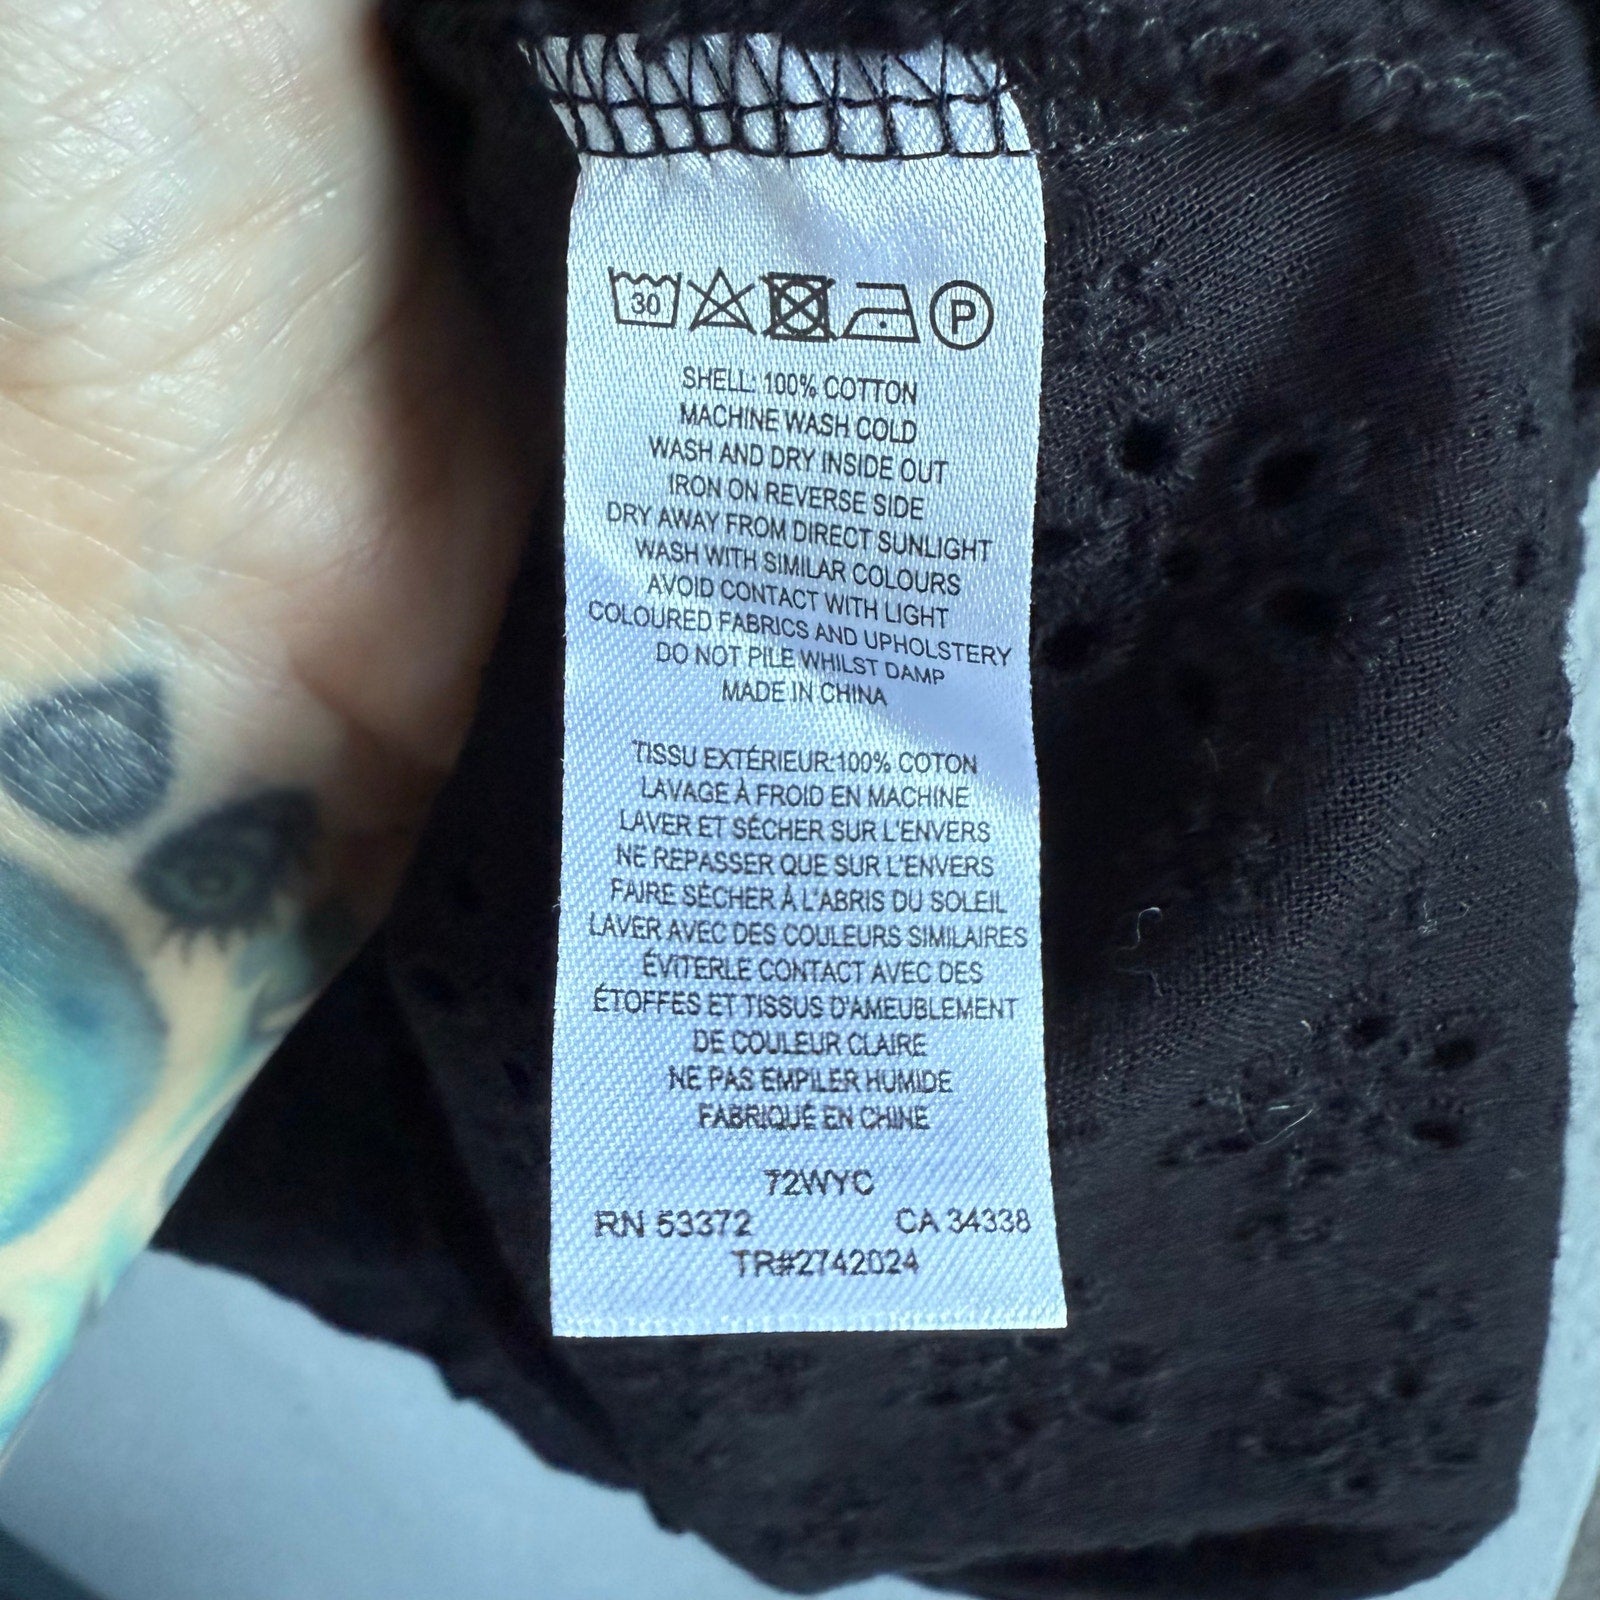 30 P
SHELL: 100% COTTON
MACHINE WASH COLD
WASH AND DRY INSIDE OUT
IRON ON REVERSE SIDE
DRY AWAY FROM DIRECT SUNLIGHT
WASH WITH SIMILAR COLOURS
AVOID CONTACT WITH LIGHT
COLOURED FABRICS AND UPHOLSTERY
DO NOT PILE WHILST DAMP
MADE IN CHINA
TISSU EXTÉRIEUR:100% COTON
LAVAGE À FROID EN MACHINE
LAVER ET SÉCHER SUR L'ENVERS
NE REPASSER QUE SUR L'ENVERS
FAIRE SÉCHER À L'ABRIS DU SOLEIL
LAVER AVEC DES COULEURS SIMILAIRES
ÉVITERLE CONTACT AVEC DES
ÉTOFFES ET TISSUS D'AMEUBLEMENT
DE COULEUR CLAIRE
NE PAS EMPILER HUMIDE
FABRIQUÉ EN CHINE
72WYC
RN 53372 CA 34338
TR#2742024